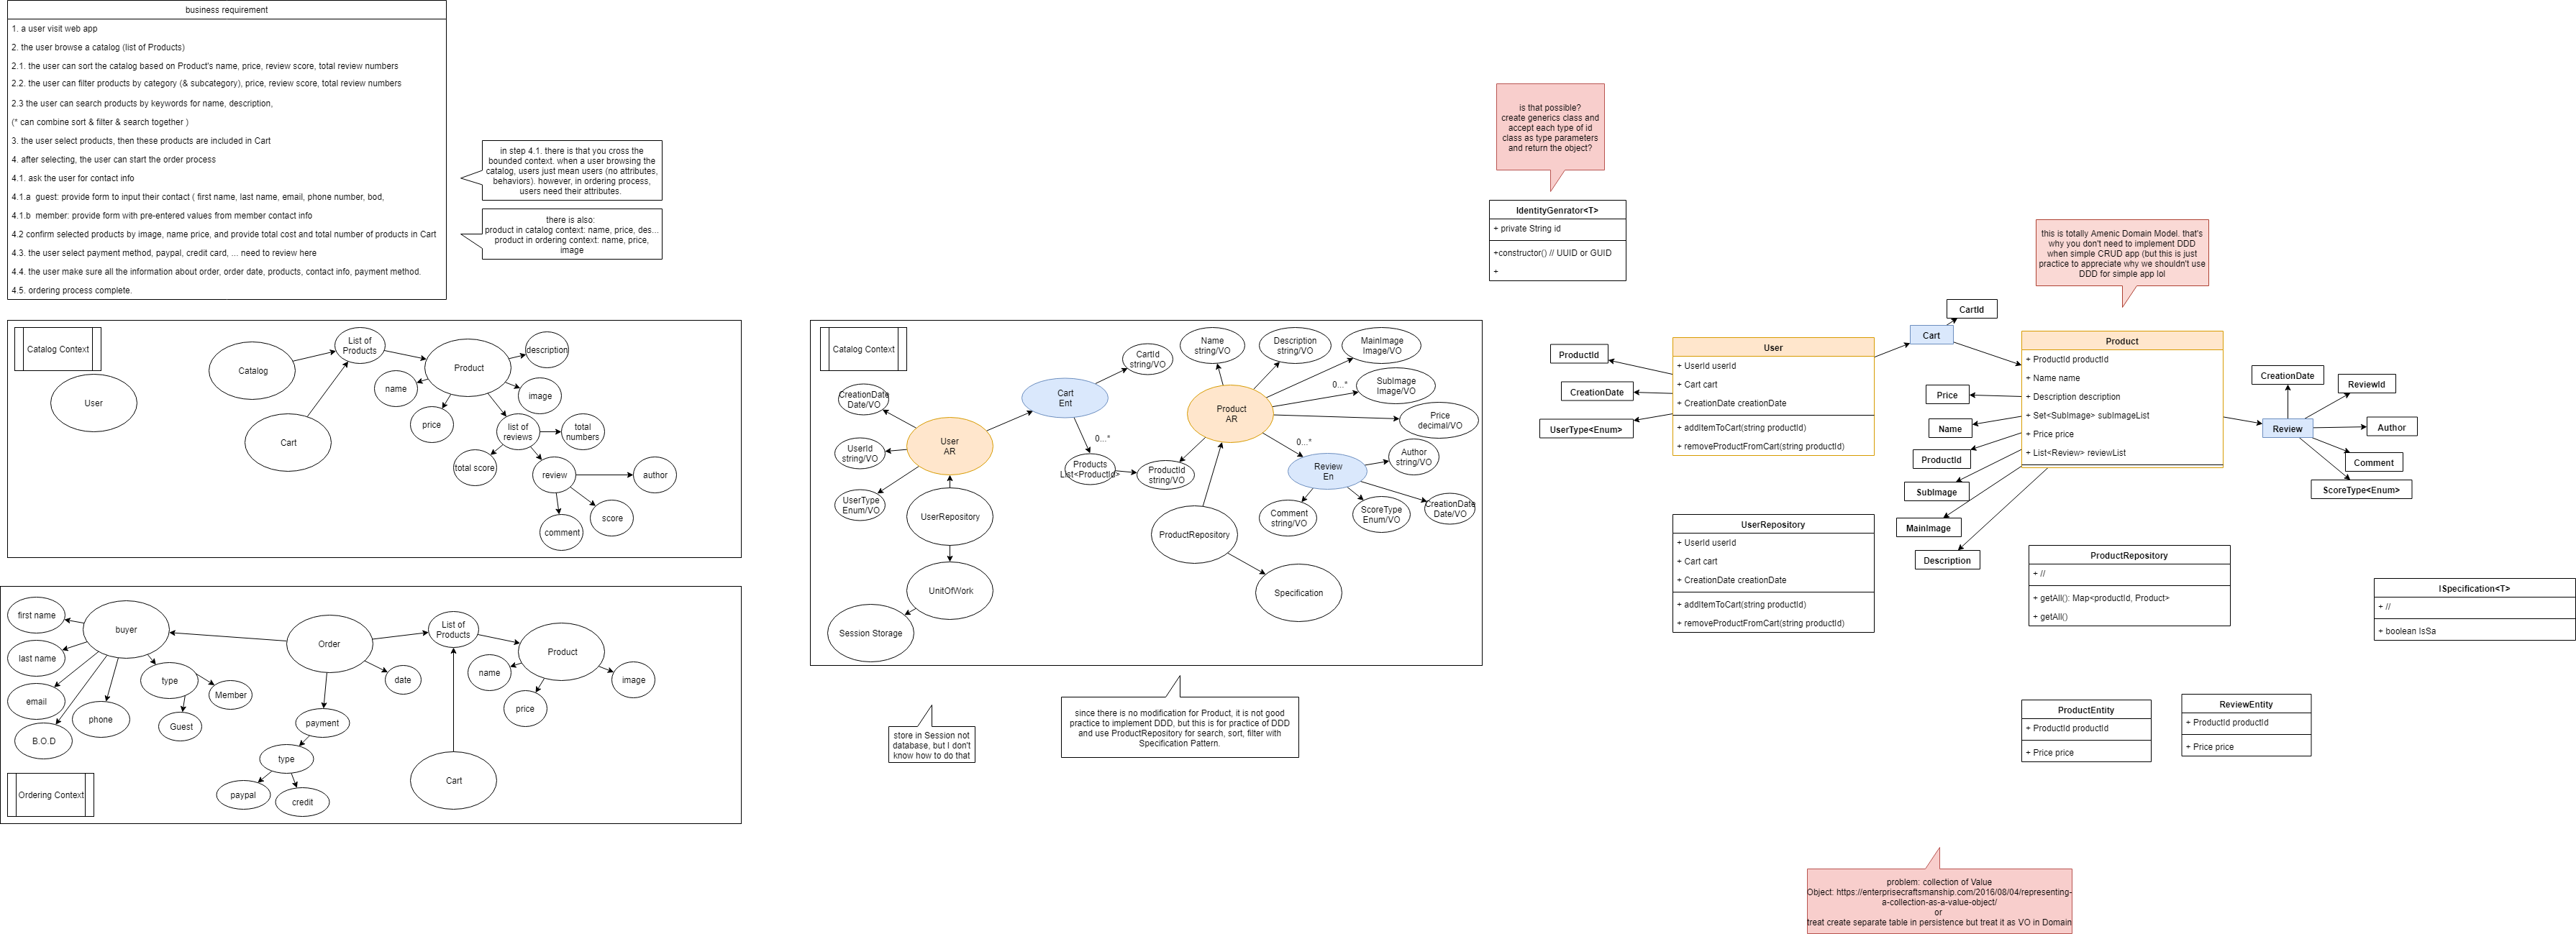 business requirement
1. a user visit web app
2. the user browse a catalog (list of Products)
2.1. the user can sort the catalog based on Product's name, price, review score, total review numbers
2.2. the user can filter products by category (& subcategory), price, review score, total review numbers
2.3 the user can search products by keywords for name, description,
(* can combine sort & filter & search together )
3. the user select products, then these products are included in Cart
4. after selecting, the user can start the order process
4.1. ask the user for contact info
4.1.a  guest: provide form to input their contact ( first name, last name, email, phone number, bod,
4.1.b  member: provide form with pre-entered values from member contact info
4.2 confirm selected products by image, name price, and provide total cost and total number of products in Cart
4.3. the user select payment method, paypal, credit card, ... need to review here
4.4. the user make sure all the information about order, order date, products, contact info, payment method.
4.5. ordering process complete.
in step 4.1. there is that you cross the
bounded context. when a user browsing the
catalog, users just mean users (no attributes,
behaviors). however, in ordering process,
users need their attributes.
there is also:
product in catalog context: name, price, des...
product in ordering context: name, price,
image
Catalog Context
User
Catalog
Cart
List of
Products
Product
description
name
image
price
list of
reviews
total
numbers
total score
review
author
score
comment
first name
last name
email
B.O.D
phone
buyer
type
Member
Guest
Order
date
payment
type
paypal
credit
List of
Products
Product
name
price
image
Cart
Ordering Context
Catalog Context
CreationDate
Date/VO
UserId
string/VO
UserType
Enum/VO
User
AR
UserRepository
UnitOfWork
Session Storage
Cart
Ent
CartId
string/VO
0...*
Products
List<ProductId>
ProductId
string/VO
Name
string/VO
Description
string/VO
MainImage
Image/VO
0...*
SubImage
Image/VO
Price
decimal/VO
Product
AR
0...*
Review
En
Author
string/VO
Comment
string/VO
ScoreType
Enum/VO
CreationDate
Date/VO
ProductRepository
Specification
store in Session not
database, but I don't
know how to do that
since there is no modification for Product, it is not good
practice to implement DDD, but this is for practice of DDD
and use ProductRepository for search, sort, filter with
Specification Pattern.
is that possible?
create generics class and
accept each type of id
class as type parameters
and return the object?
IdentityGenrator<T>
+ private String id
+constructor() // UUID or GUID
+
this is totally Amenic Domain Model. that's
why you don't need to implement DDD
when simple CRUD app (but this is just
practice to appreciate why we shouldn't use
DDD for simple app lol
ProductId
CreationDate
UserType<Enum>
User
+ UserId userId
+ Cart cart
+ CreationDate creationDate
+ addItemToCart(string productId)
+ removeProductFromCart(string productId)
CartId
Cart
Price
Name
ProductId
SubImage
MainImage
Description
Product
+ ProductId productId
+ Name name
+ Description description
+ Set<SubImage> subImageList
+ Price price
+ List<Review> reviewList
CreationDate
ReviewId
Review
Author
Comment
ScoreType<Enum>
UserRepository
+ UserId userId
+ Cart cart
+ CreationDate creationDate
+ addItemToCart(string productId)
+ removeProductFromCart(string productId)
ProductRepository
+ //
+ getAll(): Map<productId, Product>
+ getAll()
ISpecification<T>
+ //
+ boolean IsSa
ProductEntity
+ ProductId productId
+ Price price
ReviewEntity
+ ProductId productId
+ Price price
problem: collection of Value
Object: https://enterprisecraftsmanship.com/2016/08/04/representing-
a-collection-as-a-value-object/
or
treat create separate table in persistence but treat it as VO in Domain